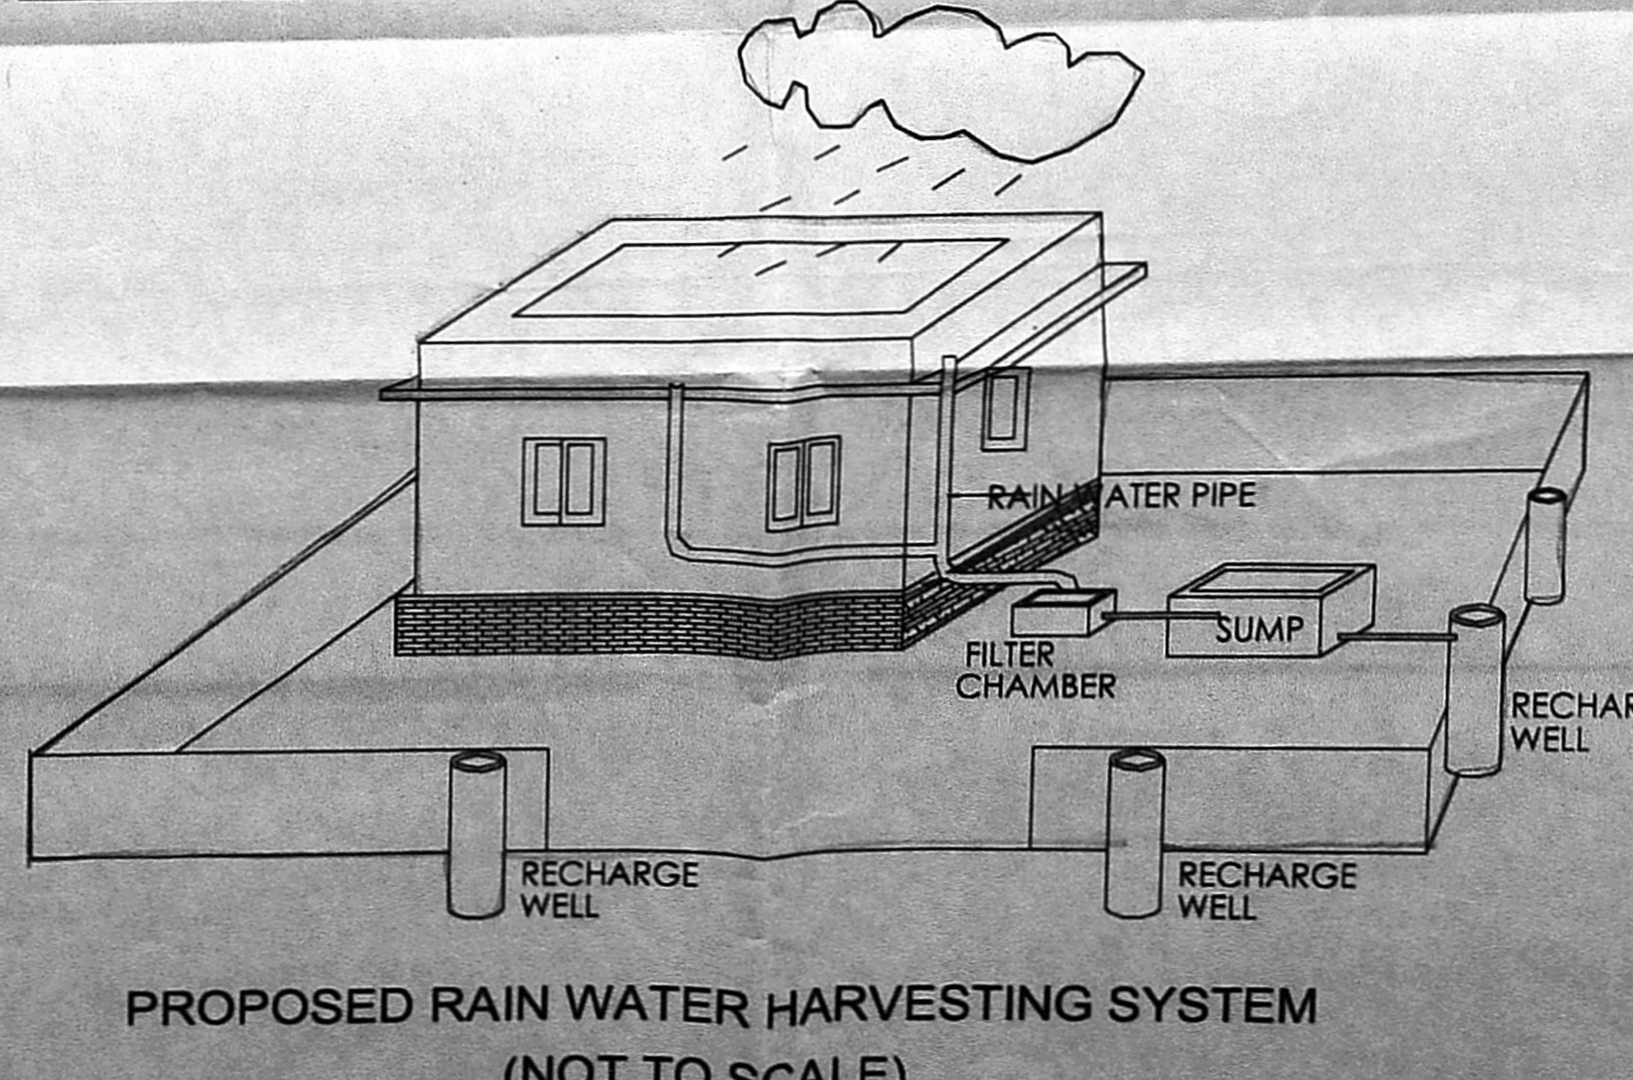 RAIN WATER PIPE
SUMP
FILTER
CHAMBER
RECHAR
WELL
RECHARGE
WELL
RECHARGE
WELL
PROPOSED RAIN WATER HARVESTING SYSTEM
(NOT TO SCALE)